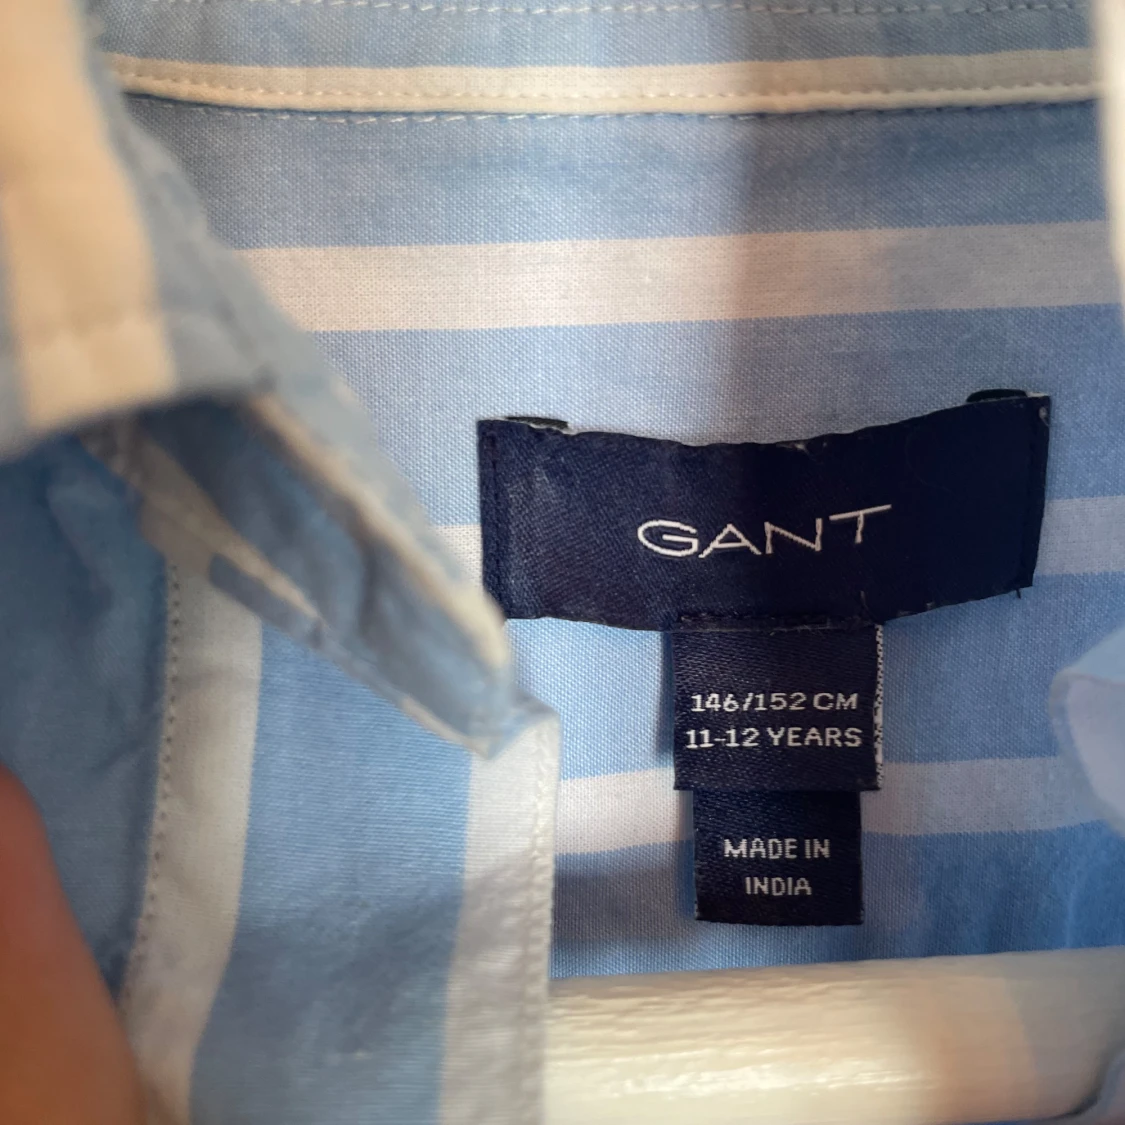 GANT
146/152 CM
11-12 YEARS
MADE IN
INDIA